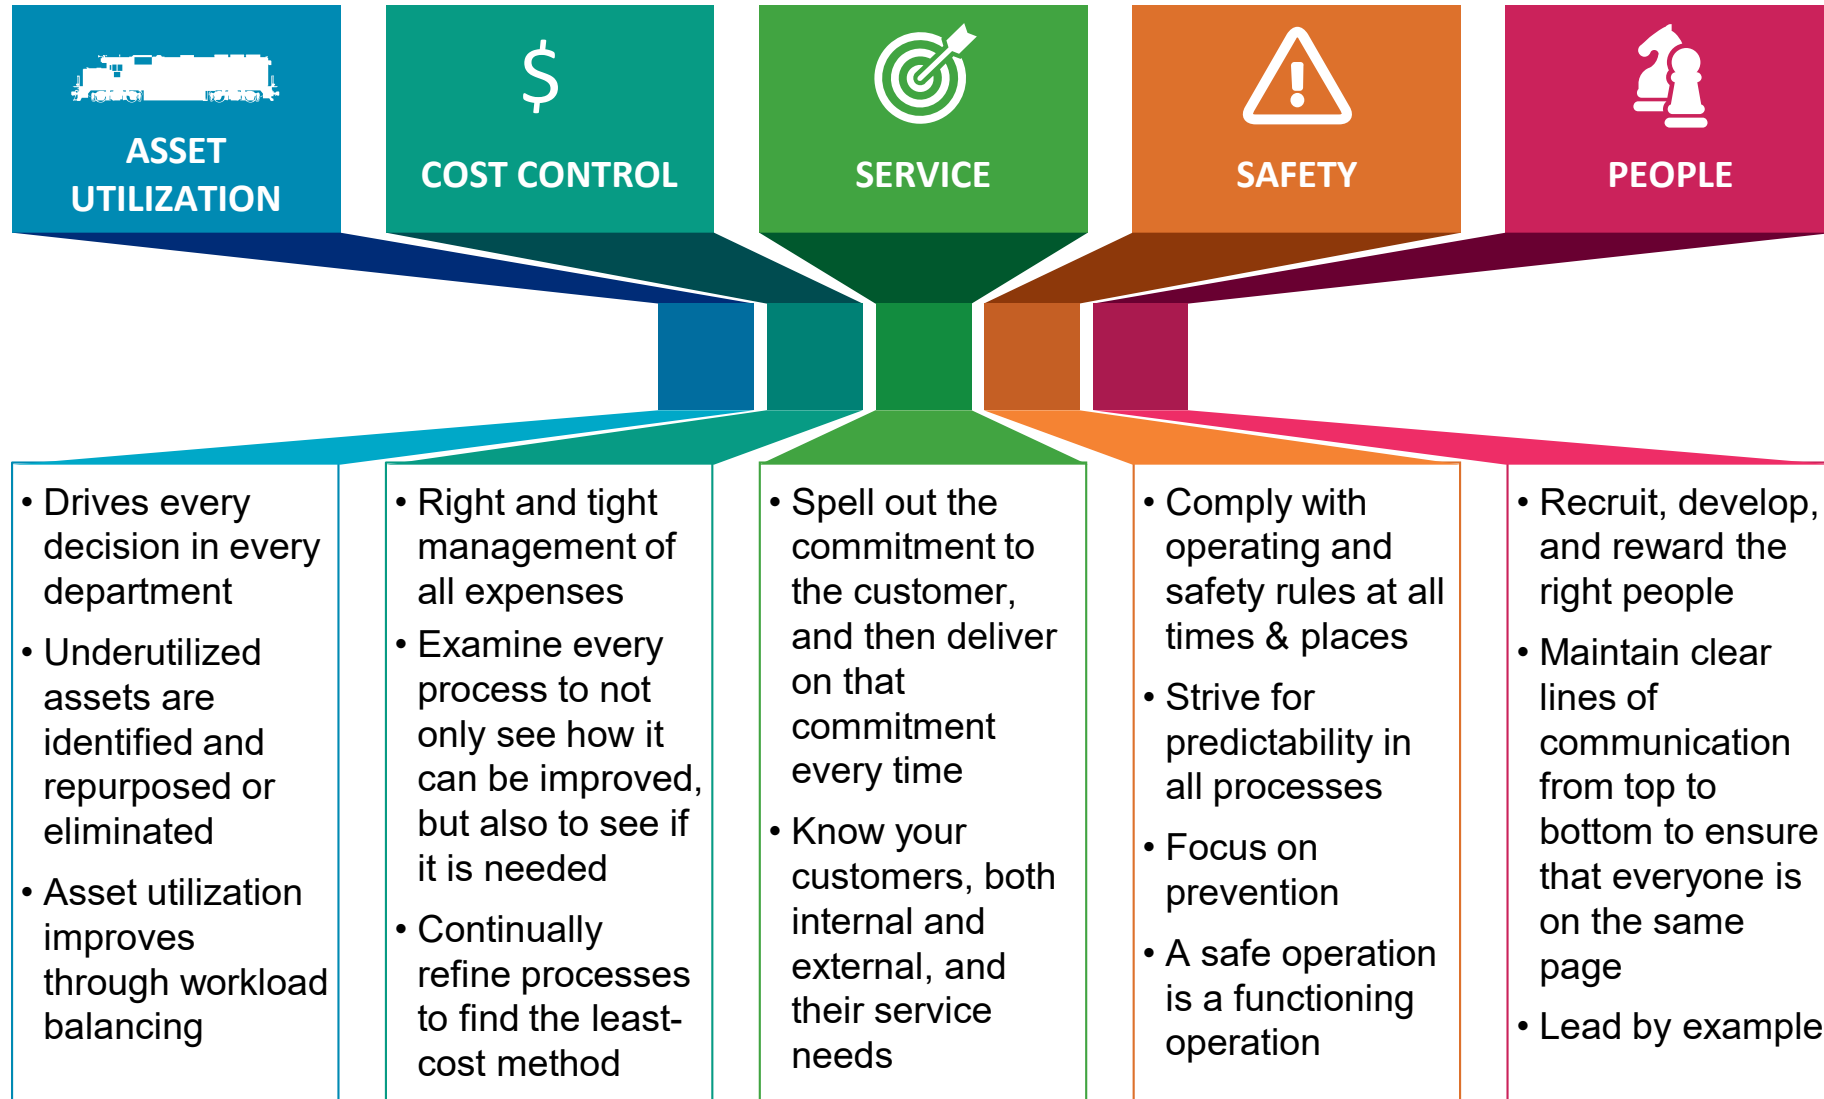 ASSET
UTILIZATION
$
COST CONTROL
SERVICE
!
SAFETY
PEOPLE
• Drives every
decision in every
department
• Underutilized
assets are
identified and
repurposed or
eliminated
• Asset utilization
improves
through workload
balancing
• Right and tight
management of
all expenses
• Examine every
process to not
only see how it
can be improved,
but also to see if
it is needed
• Continually
refine processes
to find the least-
cost method
• Spell out the
commitment to
the customer,
and then deliver
on that
commitment
every time
• Know your
customers, both
internal and
external, and
their service
needs
• Comply with
operating and
safety rules at all
times & places
• Strive for
predictability in
all processes
• Focus on
prevention
• A safe operation
is a functioning
operation
• Recruit, develop,
and reward the
right people
• Maintain clear
lines of
communication
from top to
bottom to ensure
that everyone is
on the same
page
• Lead by example